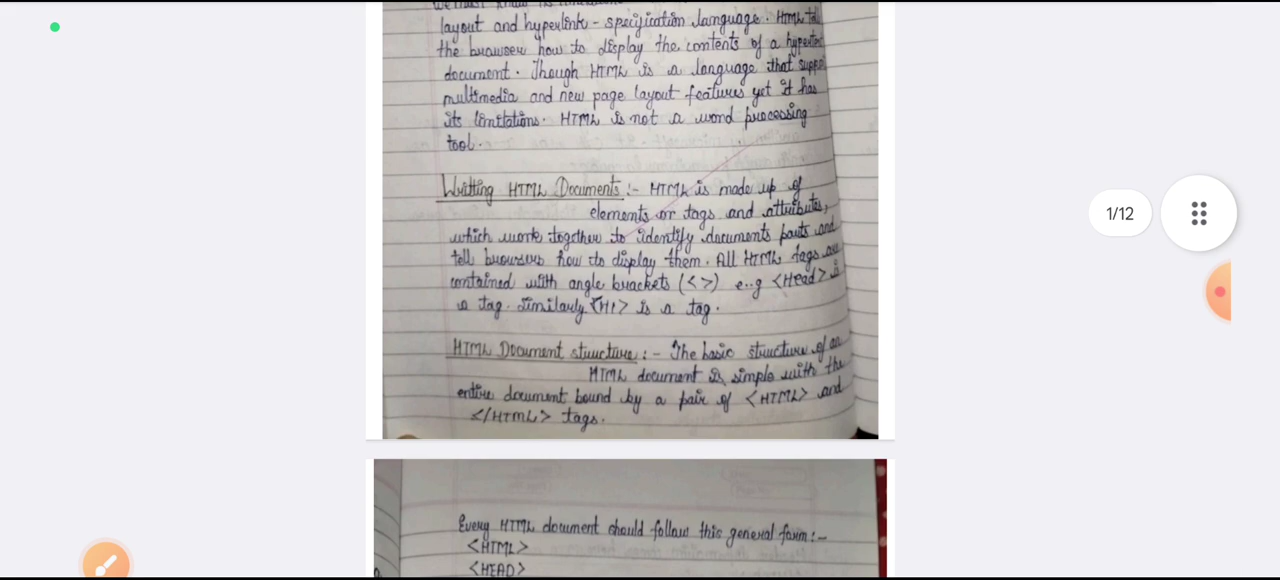 layout and hyperlink - specification language. HTML tel
the browser how to display the contents of a hypertext
document. Though HTML is a language that suppo
multimedia and new page layout features yet it has
its limitations. HTML is not a word processing
tool.
Writting HTML Documents :- HTML is made up of
elements or tags and attributes,
which work together to identify documents parts and
tell browsers how to display them. All HTML tags are
contained with angle brackets (< >) e.g <Head> is
a tag. Similarly <H1> is a tag.
HTML Document structure :- The basic structure of an
HTML document is simple with the
entire document bound by a pair of <HTML> and
</HTML> tags.
1/12
Every HTML document should follow this general form :-
<HTML>
<HEAD>